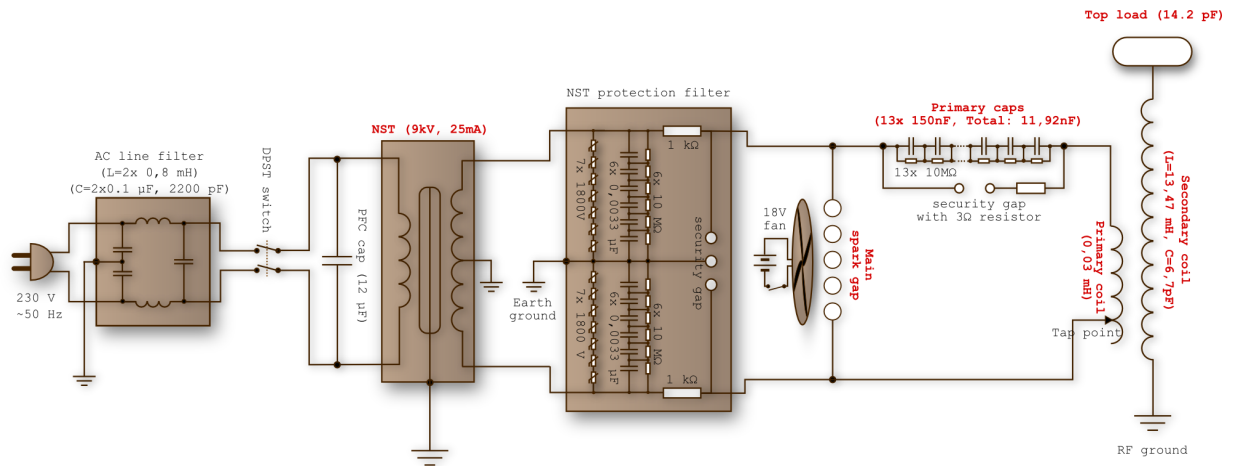 Top load (14.2 pF)
NST protection filter
Primary caps
(13x 150nF, Total: 11,92nF)
NST (9kV, 25mA)
1 kΩ
AC line filter
(L=2x 0,8 mH)
(C=2x0.1 µF, 2200 pF)
DPST switch
7x 1800V
6x 0,0033 µF
6x 10 MΩ
13x 10MΩ
security gap
with 3Ω resistor
Secondary coil
(L=13,47 mH, C=6,7pF)
PFC cap (12 µF)
security gap
18V
fan
Main
spark gap
Primary coil
(0,03 mH)
230 V
~50 Hz
Earth
ground
7x 1800 V
6x 0,0033 µF
6x 10 MΩ
Tap point
1 kΩ
RF ground